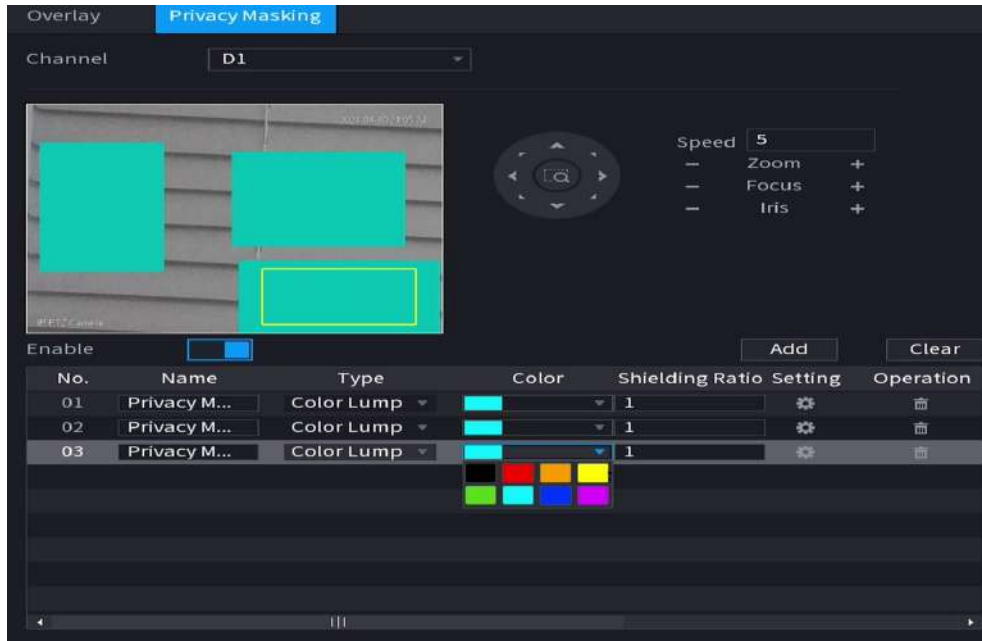 Overlay Privacy Masking
Channel D1
Speed 5
Zoom
Focus
Iris
Enable Add Clear
No. Name Type Color Shielding Ratio Setting Operation
01 Privacy M... Color Lump 1
02 Privacy M... Color Lump 1
03 Privacy M... Color Lump 1